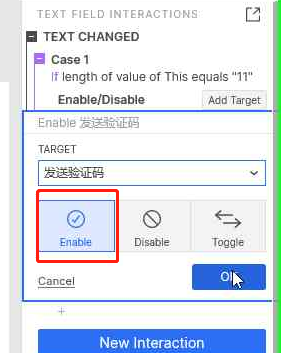 TEXT FIELD INTERACTIONS
TEXT CHANGED
Case 1
If length of value of This equals "11"
Enable/Disable Add Target
Enable 发送验证码
TARGET
发送验证码
Enable Disable Toggle
Cancel OK
New Interaction